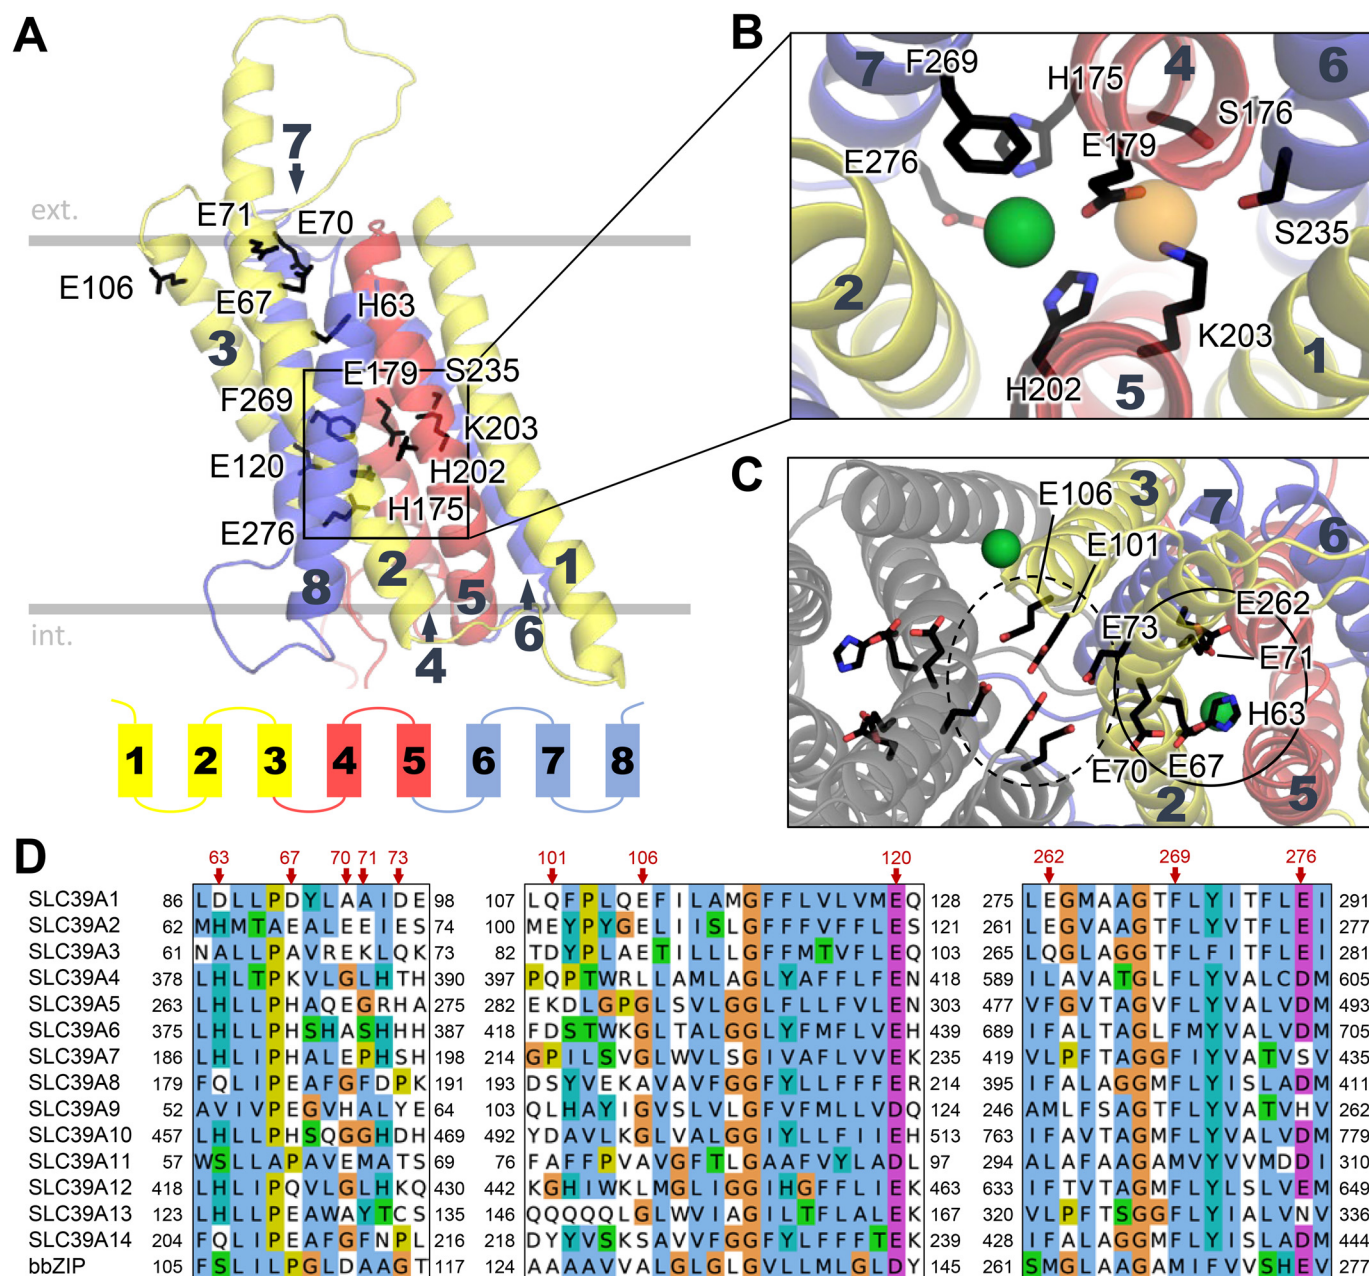 A
7
ext.
E71
E70
E106
E67
H63
3
E179
S235
F269
K203
E120
H202
H175
E276
8
2
5
1
int.
4
6
1 2 3 4 5 6 7 8
B
7
F269
H175
4
6
S176
E179
E276
S235
2
K203
1
H202
5
C
E106
3
7
6
E101
E262
E73
E71
H63
E70
E67
2
5
D
63 67 70 71 73 101 106 120 262 269 276
SLC39A1 86 LDLLPDYLAAIDE 98 107 LQFPLQEFILAMGFFLVLVMEQ 128 275 LEGMAAGTFLYITFLEI 291
SLC39A2 62 MHMTAEALEEIES 74 100 MEYPYGELIISLGFFFVFFLES 121 261 LEGVAAGTFLYVTFLEI 277
SLC39A3 61 NALLPAVREKLQK 73 82 TDYPLAETILLLGFFMTVFLEQ 103 265 LQGLAGGTFLFITFLEI 281
SLC39A4 378 LHLTPKVLGLHTH 390 397 PQPTWRLLAMLAGLYAFFLFEN 418 589 ILAVATGLFLYVALCDM 605
SLC39A5 263 LHLLPHAQEGRHA 275 282 EKDLGPGLSVLGGLFLLFVLEN 303 477 VFGVTAGVFLYVALVDM 493
SLC39A6 375 LHLLPHSHASHHH 387 418 FDSTWKGLTALGGLYFMFLVEH 439 689 IFALTAGLFMYVALVDM 705
SLC39A7 186 LHLIPHALEPHSH 198 214 GPILSVGLWVLSGIVAFLVVEK 235 419 VLPFTAGGFIYVATVSV 435
SLC39A8 179 FQLIPEAFGFDPK 191 193 DSYVEKAVAVFGGFYLLFFFER 214 395 IFALAGGMFLYISLADM 411
SLC39A9 52 AVIVPEGVHALYE 64 103 QLHAYIGVSLVLGFVFMLLVDQ 124 246 AMLFSAGTFLYVATVHV 262
SLC39A10 457 LHLLPHSQGGHDH 469 492 YDAVLKGLVALGGIYLLFIIEH 513 763 IFAVTAGMFLYVALVDM 779
SLC39A11 57 WSLLAPAVEMATS 69 76 FAFFPVAVGFTLGAAFVYLADL 97 294 ALAFAAGAMVYVVMDDI 310
SLC39A12 418 LHLIPQVLGLHKQ 430 442 KGHIWKLMGLIGGIHGFFLIEK 463 633 IFTVTAGMFLYLSLVEM 649
SLC39A13 123 LHLLPEAWAYTCS 135 146 QQQQQLGLWVIAGILTFLALEK 167 320 VLPFTSGGFLYIALVNV 336
SLC39A14 204 FQLIPEAFGFNPL 216 218 DYYVSKSAVVFGGFYLFFFTEK 239 428 IFALAGGMFLYISLADM 444
bbZIP 105 FSLILPGLDAAGT 117 124 AAAAVVALGLGLGVLLMLGLDY 145 261 SMGLAAGAMIFVVSHEV 277